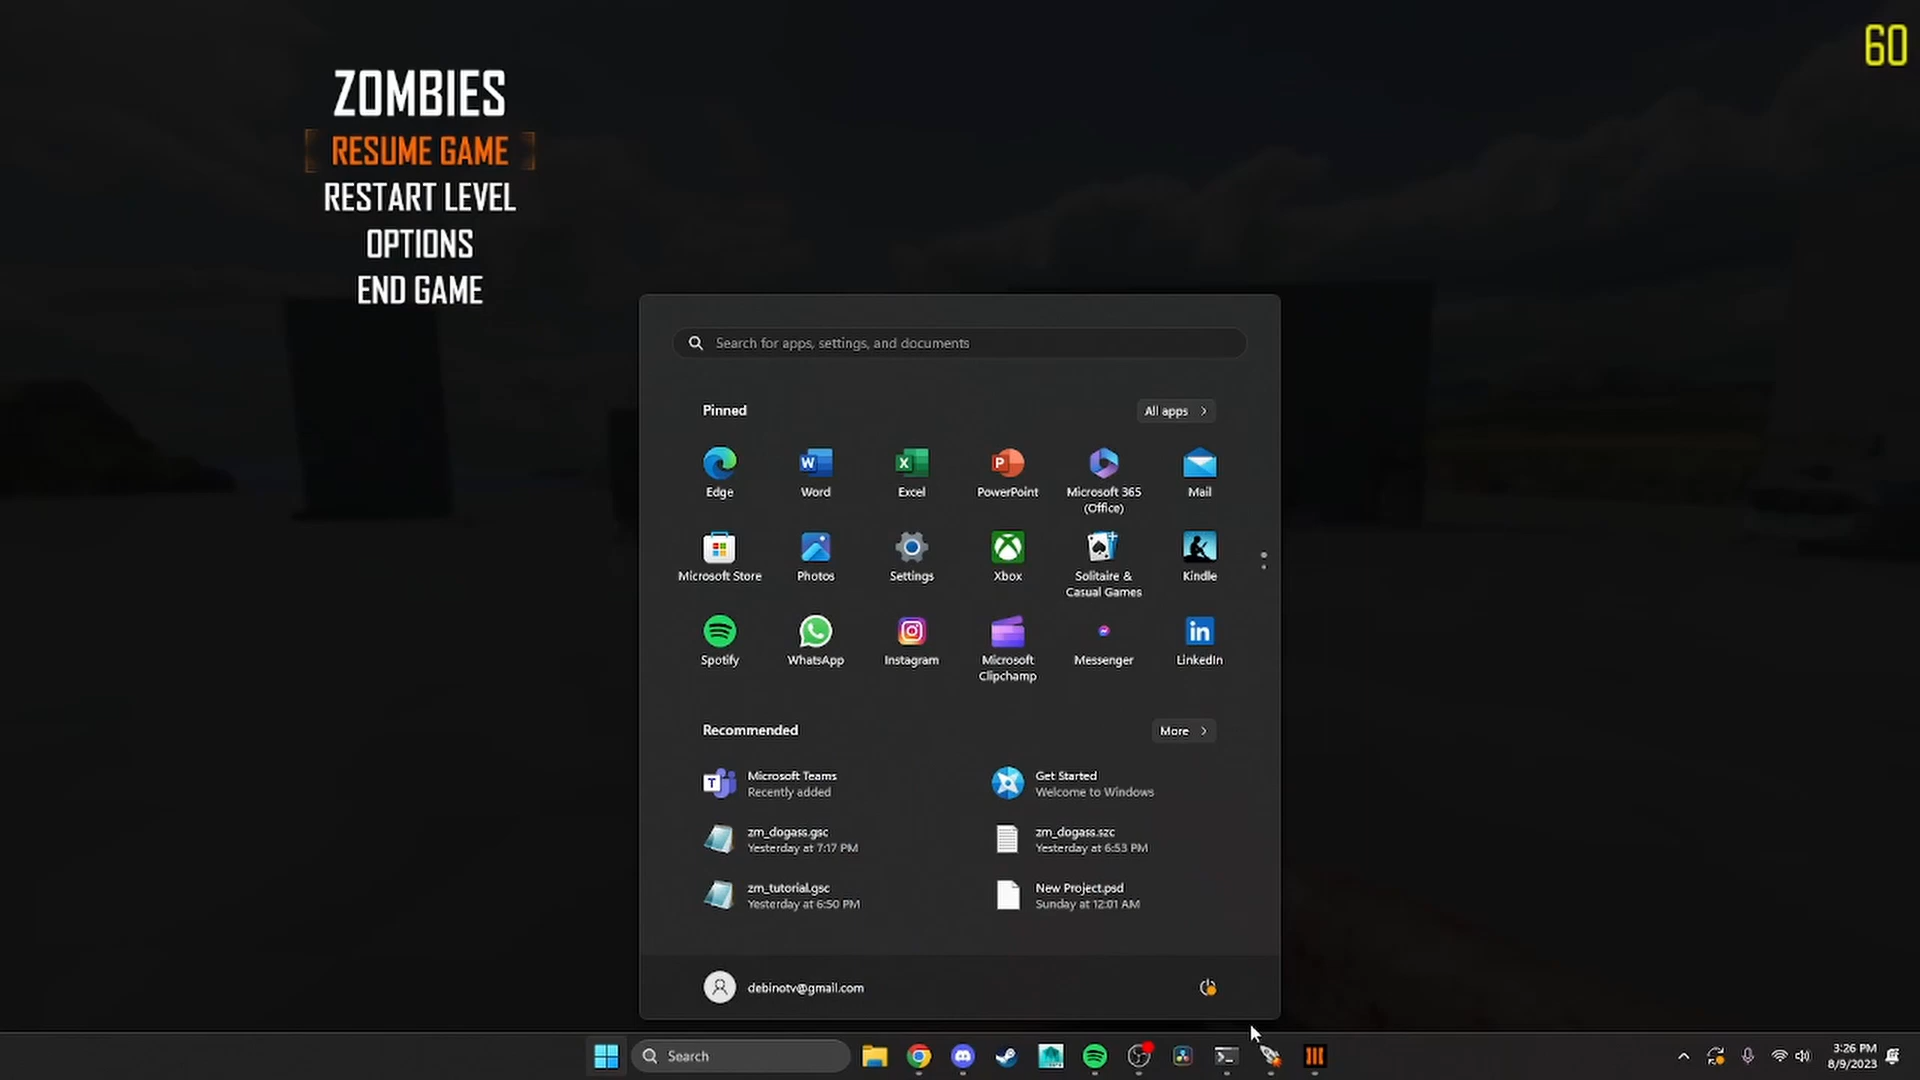 60
ZOMBIES
RESUME GAME
RESTART LEVEL
OPTIONS
END GAME
Search for apps, settings, and documents
Pinned
All apps
Edge
Word
Excel
PowerPoint
Microsoft 365
(Office)
Mail
Microsoft Store
Photos
Settings
Xbox
Solitaire &
Casual Games
Kindle
Spotify
WhatsApp
Instagram
Microsoft
Clipchamp
Messenger
LinkedIn
Recommended
More
Microsoft Teams
Recently added
Get Started
Welcome to Windows
zm_dogass.gsc
Yesterday at 7:17 PM
zm_dogass.szc
Yesterday at 6:53 PM
zm_tutorial.gsc
Yesterday at 6:50 PM
New Project.psd
Sunday at 12:01 AM
debinotv@gmail.com
Search
3:26 PM
8/9/2023